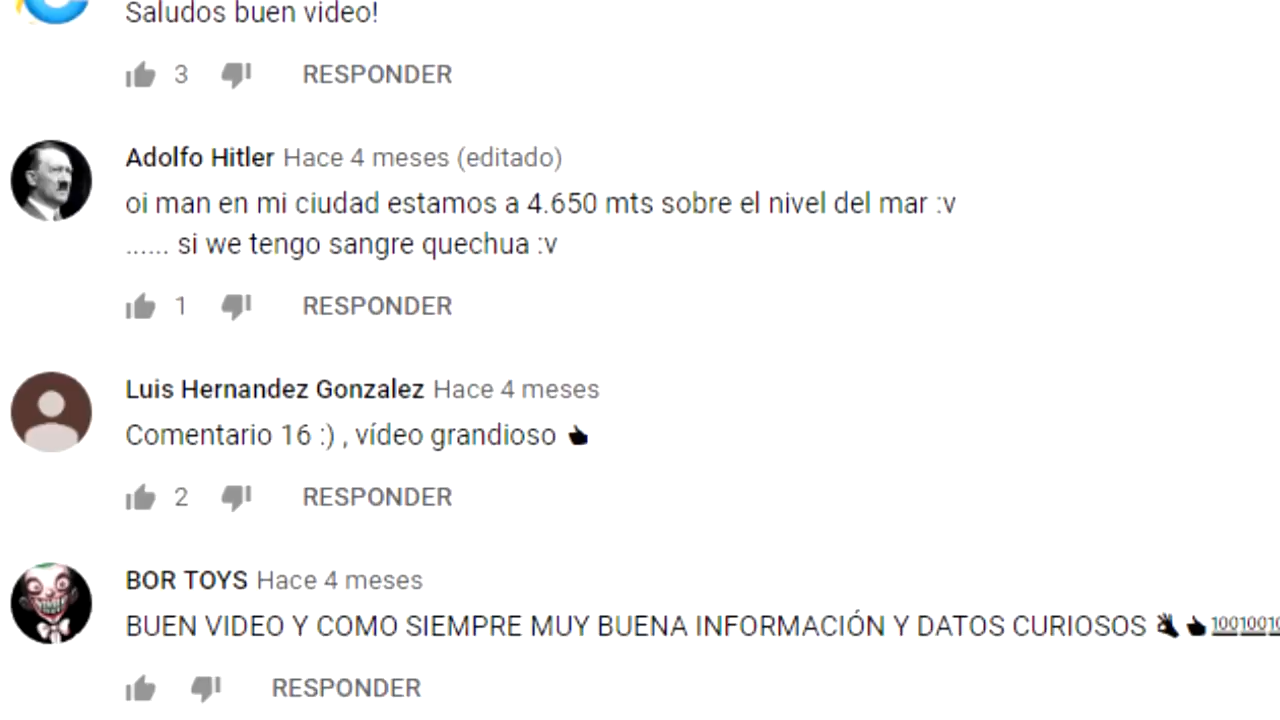 Saludos buen video!
3 RESPONDER
Adolfo Hitler Hace 4 meses (editado)
oi man en mi ciudad estamos a 4.650 mts sobre el nivel del mar :v
...... si we tengo sangre quechua :v
1 RESPONDER
Luis Hernandez Gonzalez Hace 4 meses
Comentario 16 :) , vídeo grandioso 👍
2 RESPONDER
BOR TOYS Hace 4 meses
BUEN VIDEO Y COMO SIEMPRE MUY BUENA INFORMACIÓN Y DATOS CURIOSOS 👌👍💯💯
RESPONDER